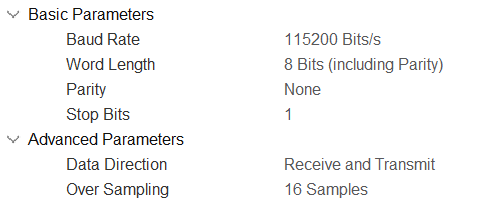 Basic Parameters
Baud Rate 115200 Bits/s
Word Length 8 Bits (including Parity)
Parity None
Stop Bits 1
Advanced Parameters
Data Direction Receive and Transmit
Over Sampling 16 Samples